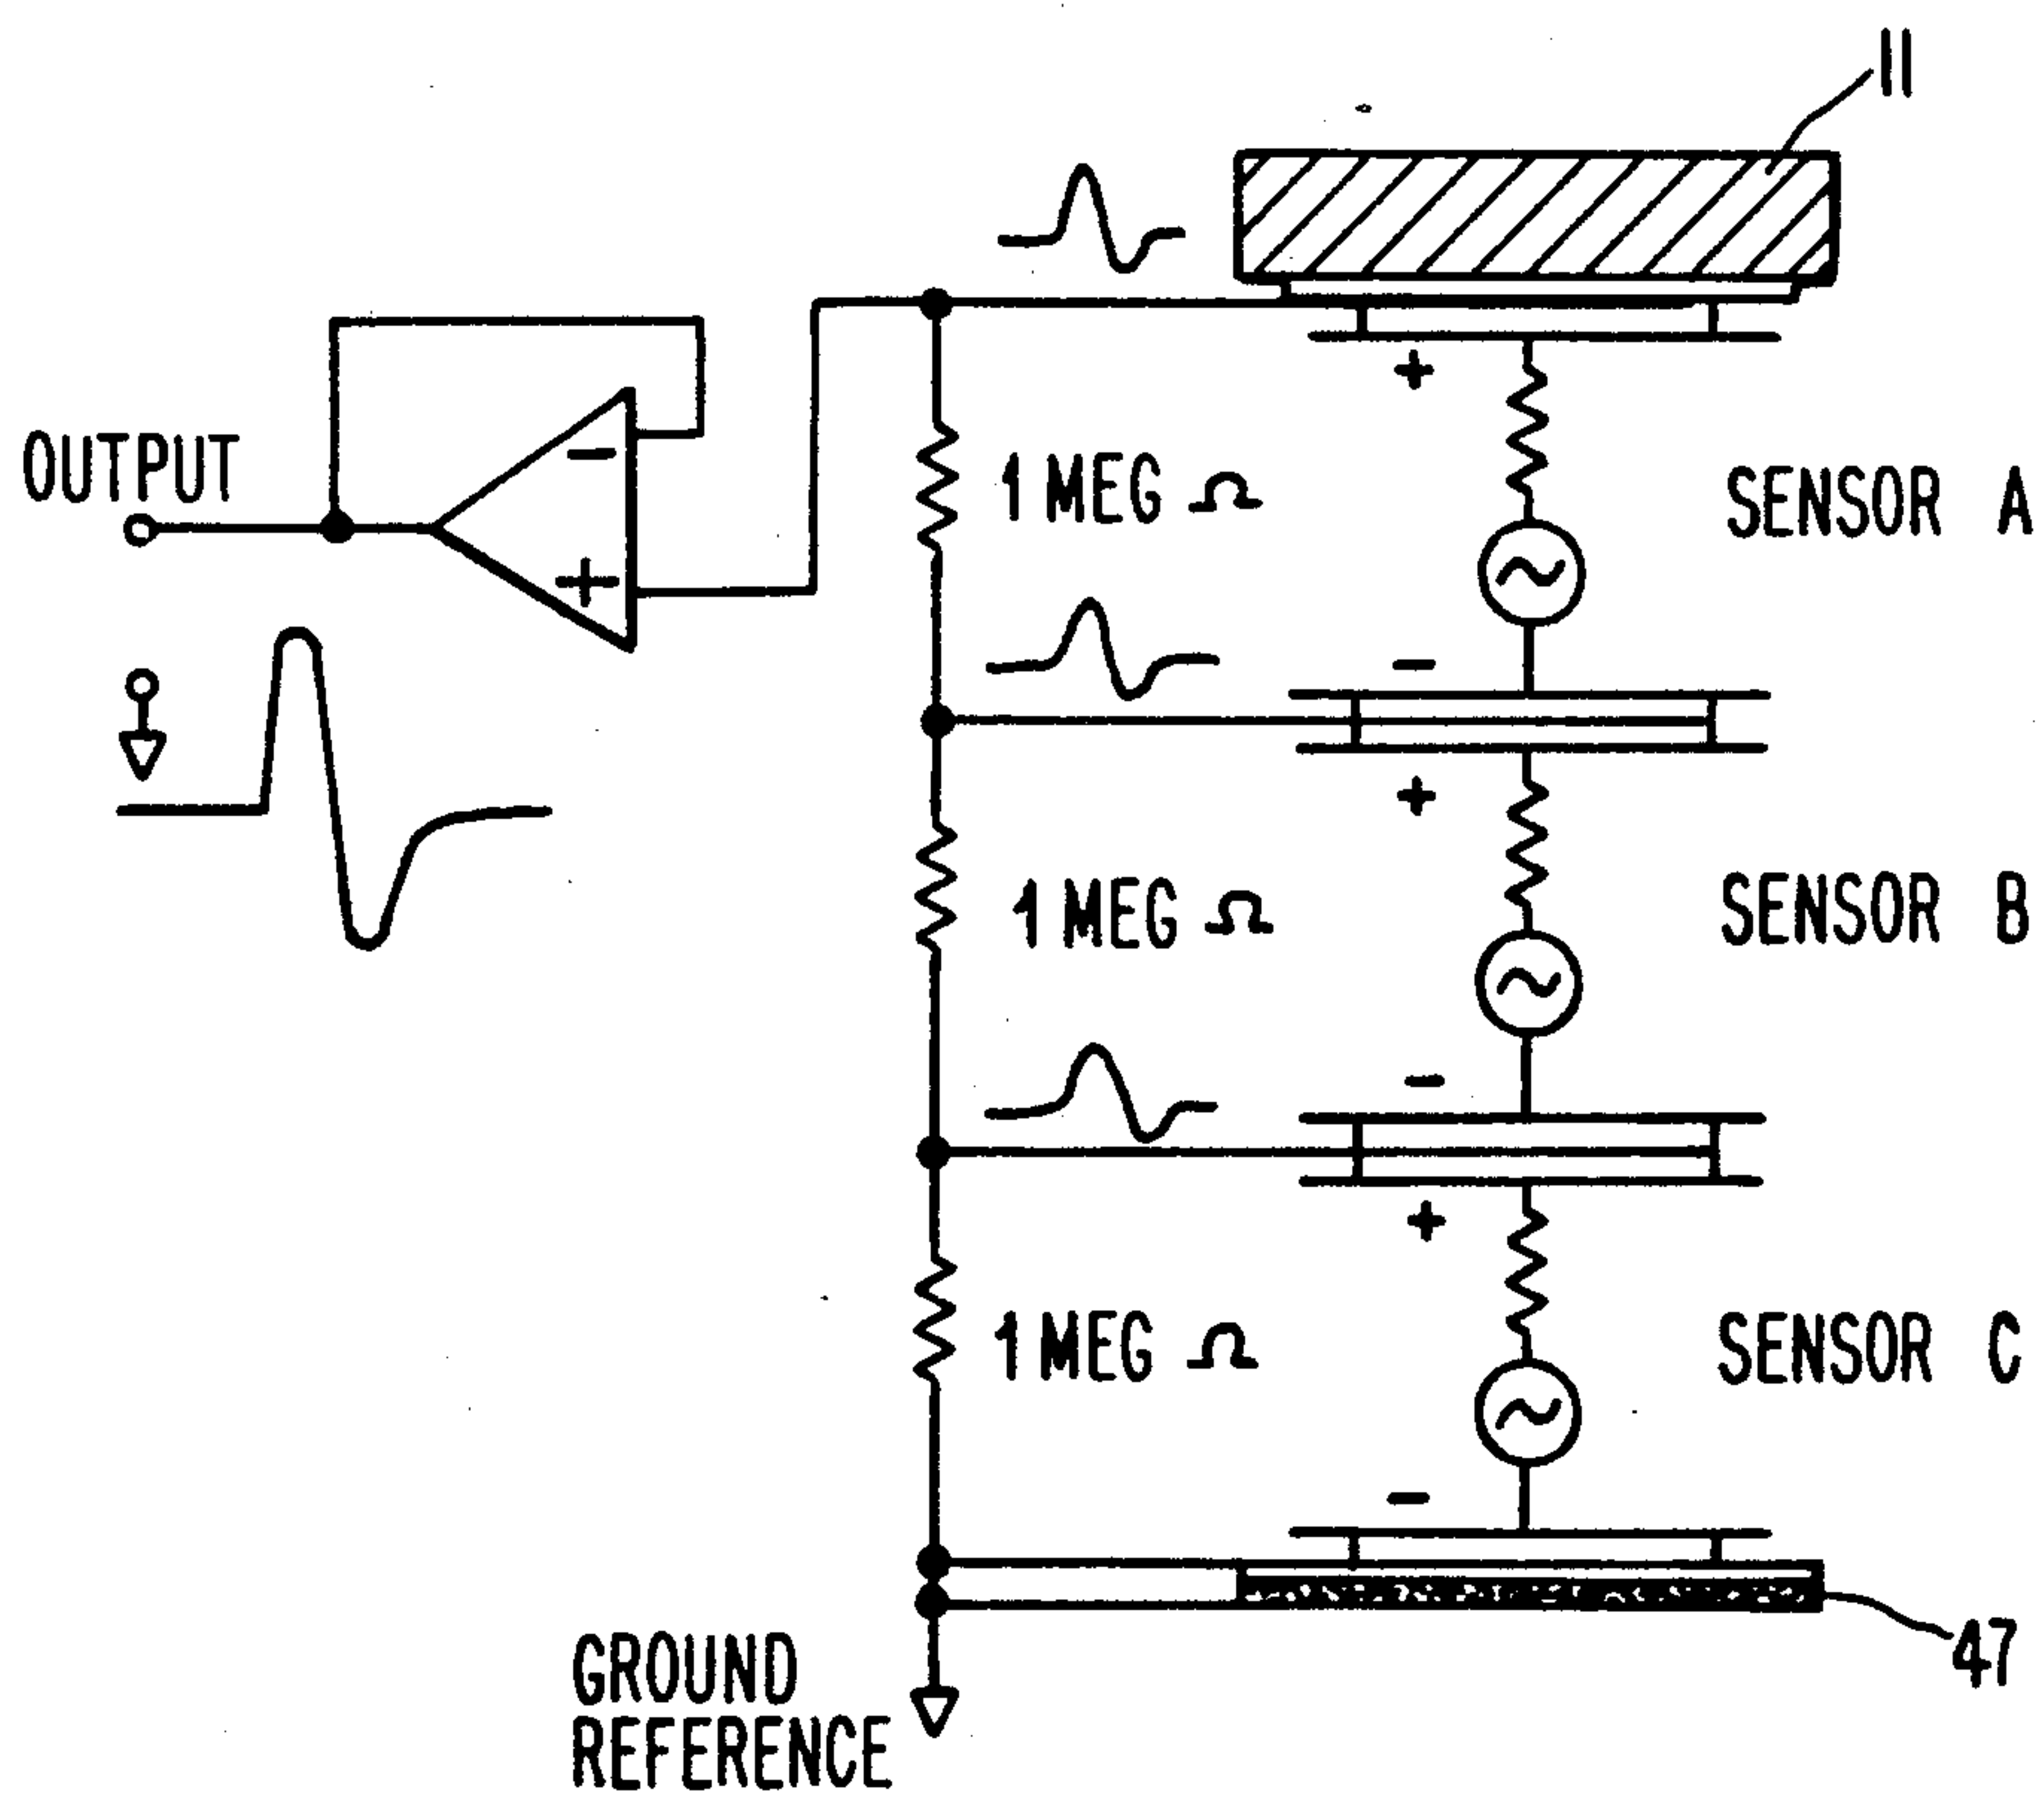 11
OUTPUT
−
+
+
1 MEG Ω
SENSOR A
−
+
1 MEG Ω
SENSOR B
−
+
1 MEG Ω
SENSOR C
−
47
GROUND
REFERENCE